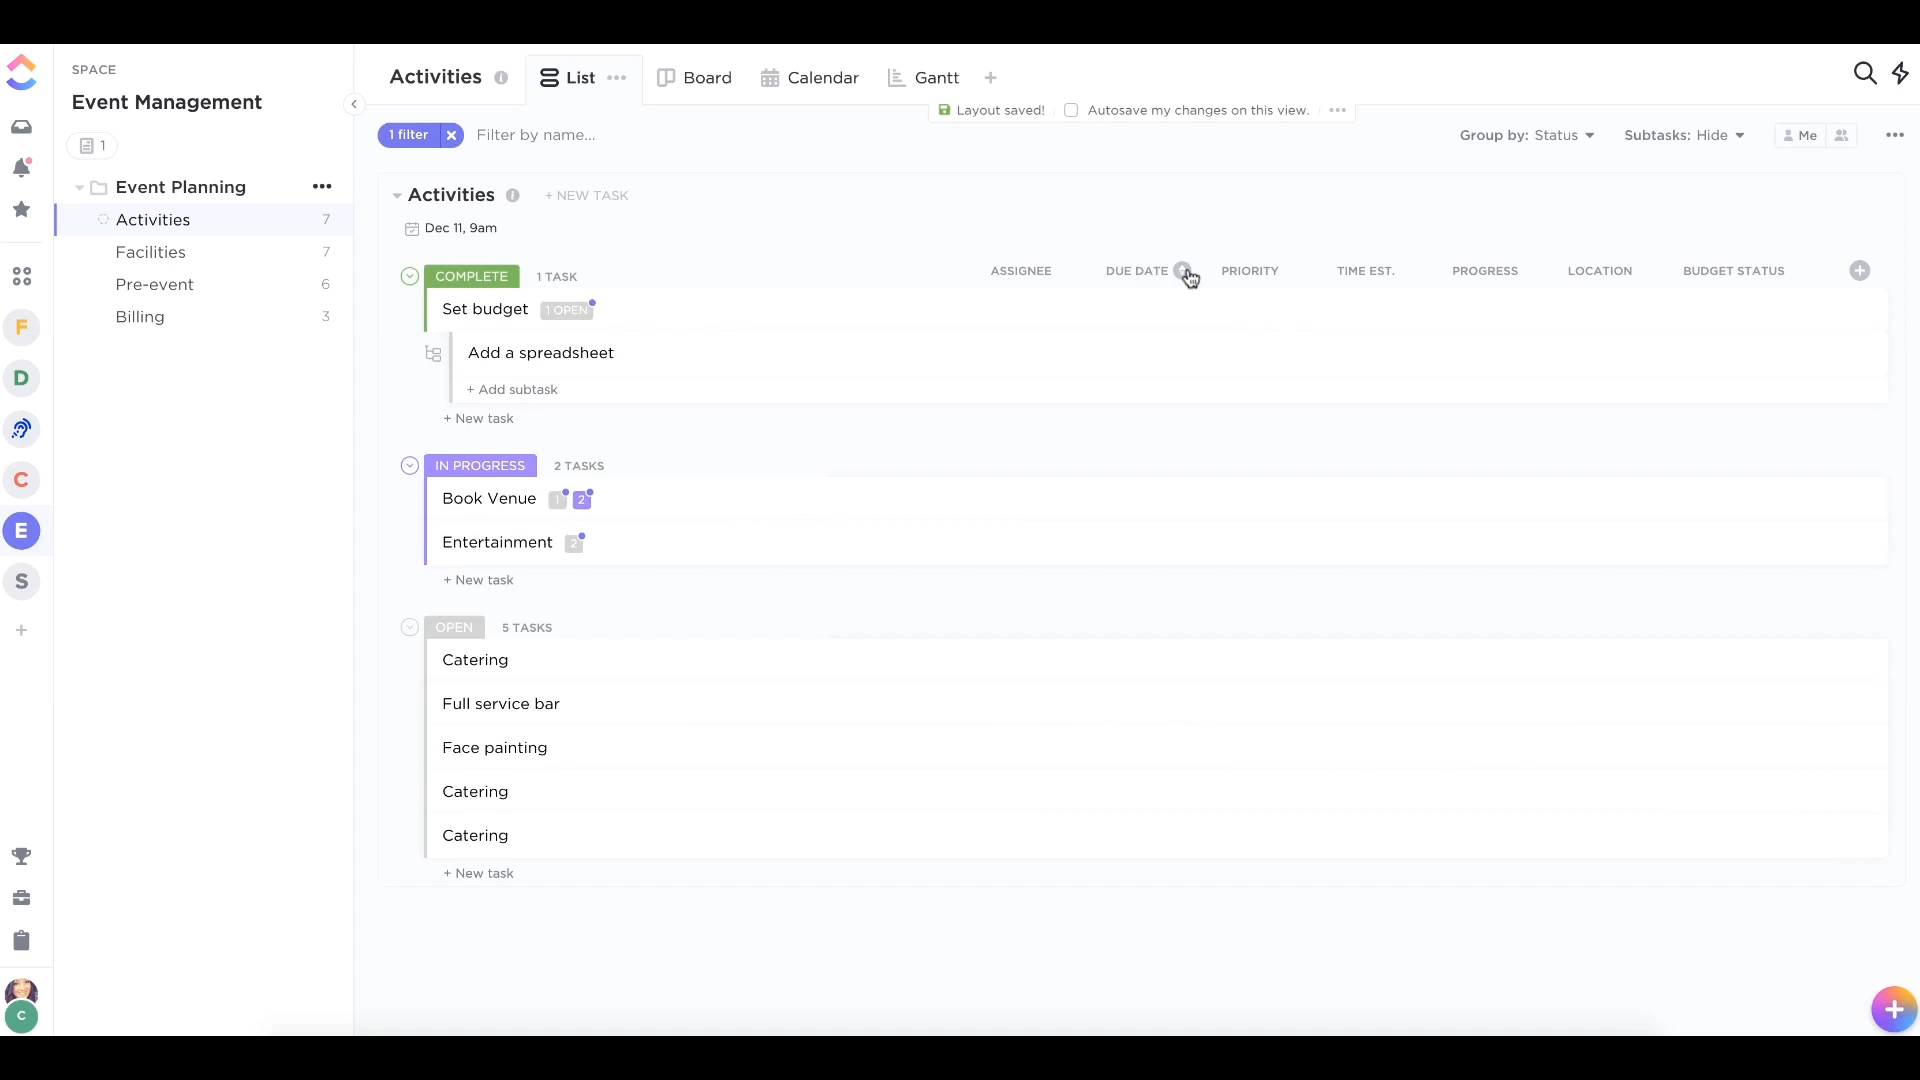 SPACE
Event Management
1
Event Planning
Activities 7
Facilities 7
Pre-event 6
Billing 3
F
D
C
E
S
C
Activities List Board Calendar Gantt
Layout saved! Autosave my changes on this view.
1 filter Filter by name... Group by: Status Subtasks: Hide Me
Activities + NEW TASK
Dec 11, 9am
COMPLETE 1 TASK ASSIGNEE DUE DATE PRIORITY TIME EST. PROGRESS LOCATION BUDGET STATUS
Set budget 1 OPEN
Add a spreadsheet
+ Add subtask
+ New task
IN PROGRESS 2 TASKS
Book Venue 1 2
Entertainment 2
+ New task
OPEN 5 TASKS
Catering
Full service bar
Face painting
Catering
Catering
+ New task